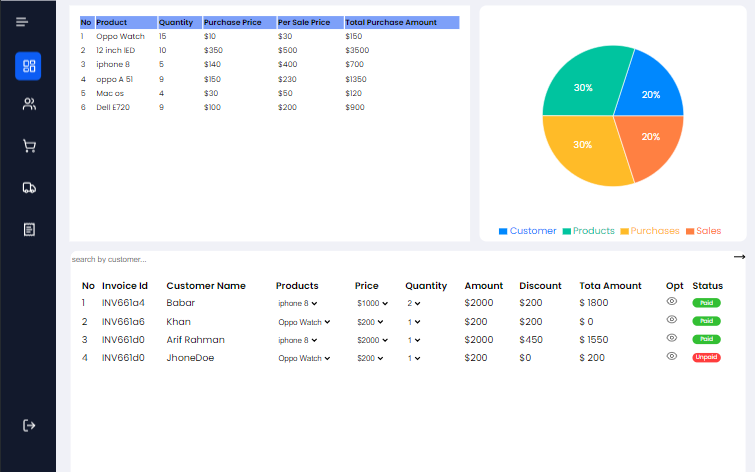 No Product Quantity Purchase Price Per Sale Price Total Purchase Amount
1 Oppo Watch 15 $10 $30 $150
2 12 inch lED 10 $350 $500 $3500
3 iphone 8 5 $140 $400 $700
4 oppo A 51 9 $150 $230 $1350
5 Mac os 4 $30 $50 $120
6 Dell E720 9 $100 $200 $900
30% 20%
30% 20%
Customer Products Purchases Sales
search by customer...
No Invoice Id Customer Name Products Price Quantity Amount Discount Tota Amount Opt Status
1 INV661a4 Babar iphone 8 $1000 2 $2000 $200 $ 1800 Paid
2 INV661a6 Khan Oppo Watch $200 1 $200 $200 $ 0 Paid
3 INV661d0 Arif Rahman iphone 8 $2000 1 $2000 $450 $ 1550 Paid
4 INV661d0 JhoneDoe Oppo Watch $200 1 $200 $0 $ 200 Unpaid